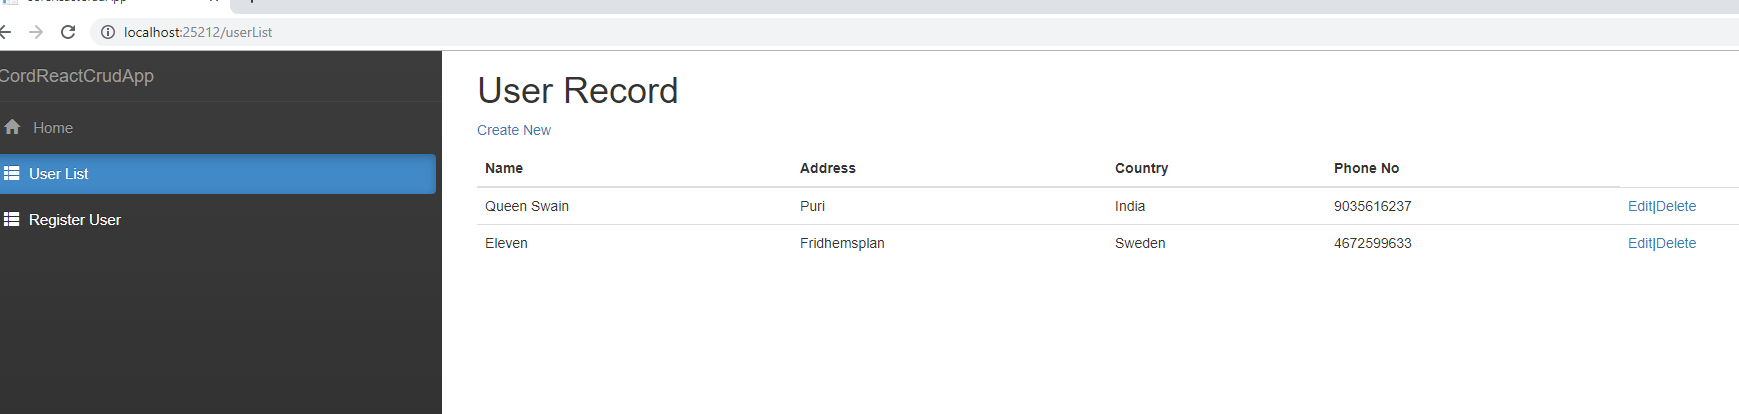 localhost:25212/userList
CordReactCrudApp
Home
User List
Register User
User Record
Create New
Name Address Country Phone No
Queen Swain Puri India 9035616237 Edit|Delete
Eleven Fridhemsplan Sweden 4672599633 Edit|Delete